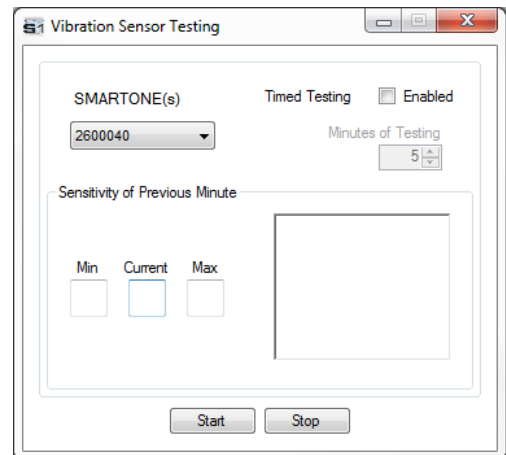 S1 Vibration Sensor Testing
SMARTONE(s)
Timed Testing Enabled
2600040
Minutes of Testing
5
Sensitivity of Previous Minute
Min Current Max
Start Stop